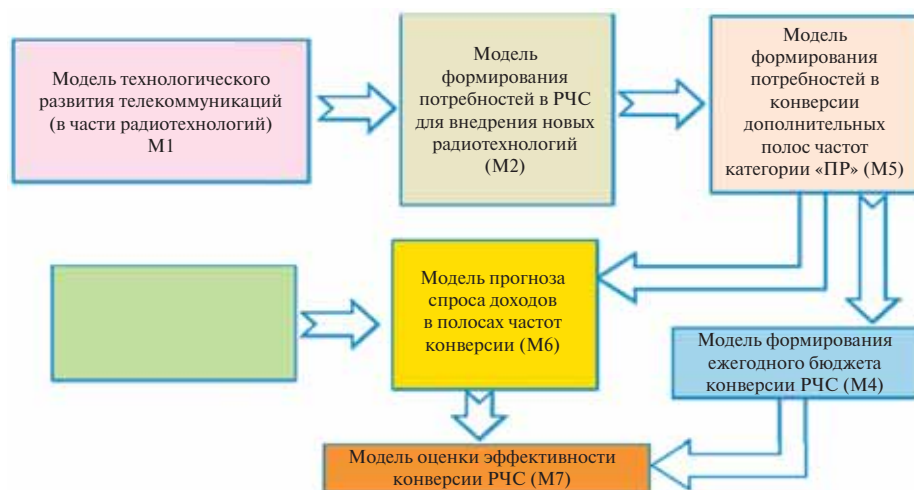 Модель технологического
развития телекоммуникаций
(в части радиотехнологий)
М1
Модель
формирования
потребностей в РЧС
для внедрения новых
радиотехнологий
(М2)
Модель
формирования
потребностей в
конверсии
дополнительных
полос частот
категории «ПР» (М5)
Модель прогноза
спроса доходов
в полосах частот
конверсии (М6)
Модель формирования
ежегодного бюджета
конверсии РЧС (М4)
Модель оценки эффективности
конверсии РЧС (М7)